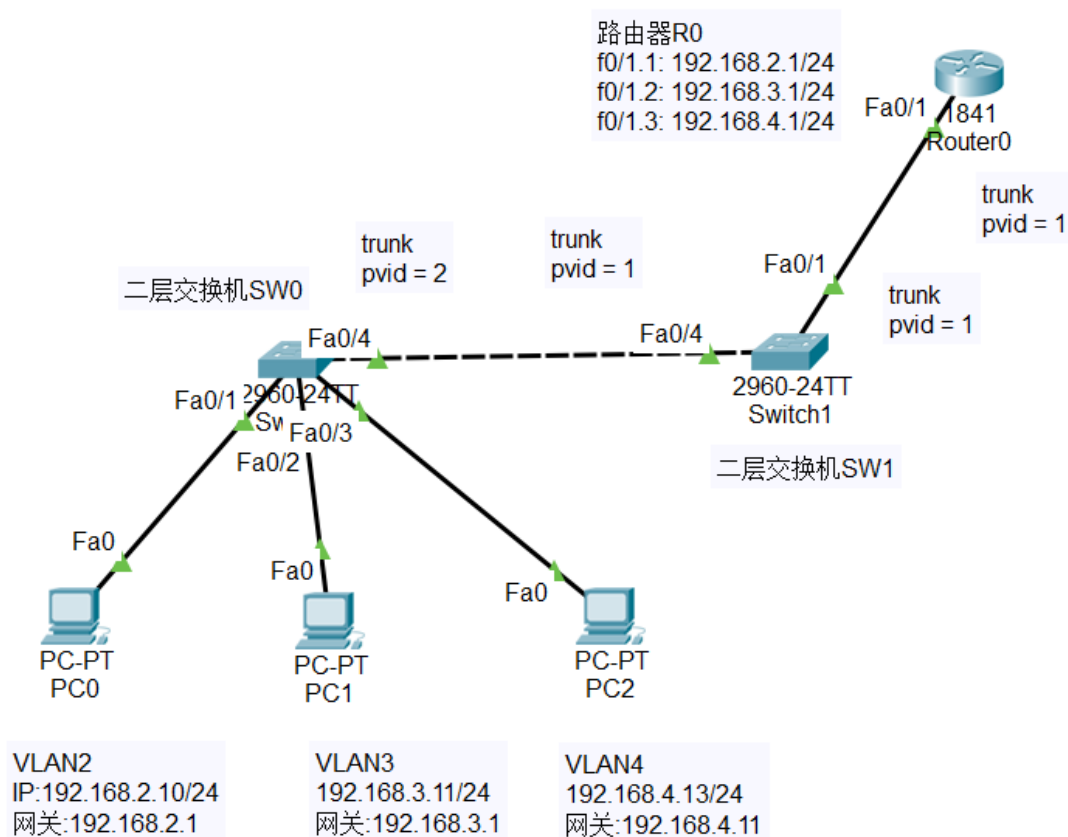 路由器R0
f0/1.1: 192.168.2.1/24
f0/1.2: 192.168.3.1/24
f0/1.3: 192.168.4.1/24
Fa0/1
1841
Router0
trunk
pvid = 1
trunk
pvid = 2
trunk
pvid = 1
Fa0/1
trunk
pvid = 1
二层交换机SW0
Fa0/4
Fa0/4
2960-24TT
Sw
2960-24TT
Switch1
Fa0/1
Fa0/3
Fa0/2
二层交换机SW1
Fa0
Fa0
Fa0
PC-PT
PC0
PC-PT
PC1
PC-PT
PC2
VLAN2
IP:192.168.2.10/24
网关:192.168.2.1
VLAN3
192.168.3.11/24
网关:192.168.3.1
VLAN4
192.168.4.13/24
网关:192.168.4.11